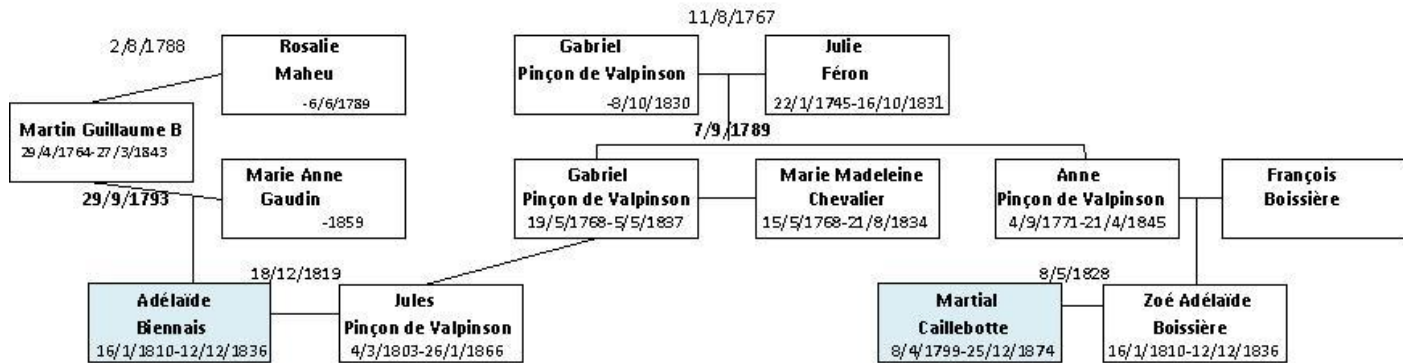 11/8/1767
2/8/1788
Rosalie
Maheu
-6/6/1789
Gabriel
Pinçon de Valpinson
-8/10/1830
Julie
Féron
22/1/1745-16/10/1831
Martin Guillaume B
29/4/1764-27/3/1843
7/9/1789
29/9/1793
Marie Anne
Gaudin
-1859
Gabriel
Pinçon de Valpinson
19/5/1768-5/5/1837
Marie Madeleine
Chevalier
15/5/1768-21/8/1834
Anne
Pinçon de Valpinson
4/9/1771-21/4/1845
François
Boissière
18/12/1819
8/5/1828
Adélaïde
Biennais
16/1/1810-12/12/1836
Jules
Pinçon de Valpinson
4/3/1803-26/1/1866
Martial
Caillebotte
8/4/1799-25/12/1874
Zoé Adélaïde
Boissière
16/1/1810-12/12/1836